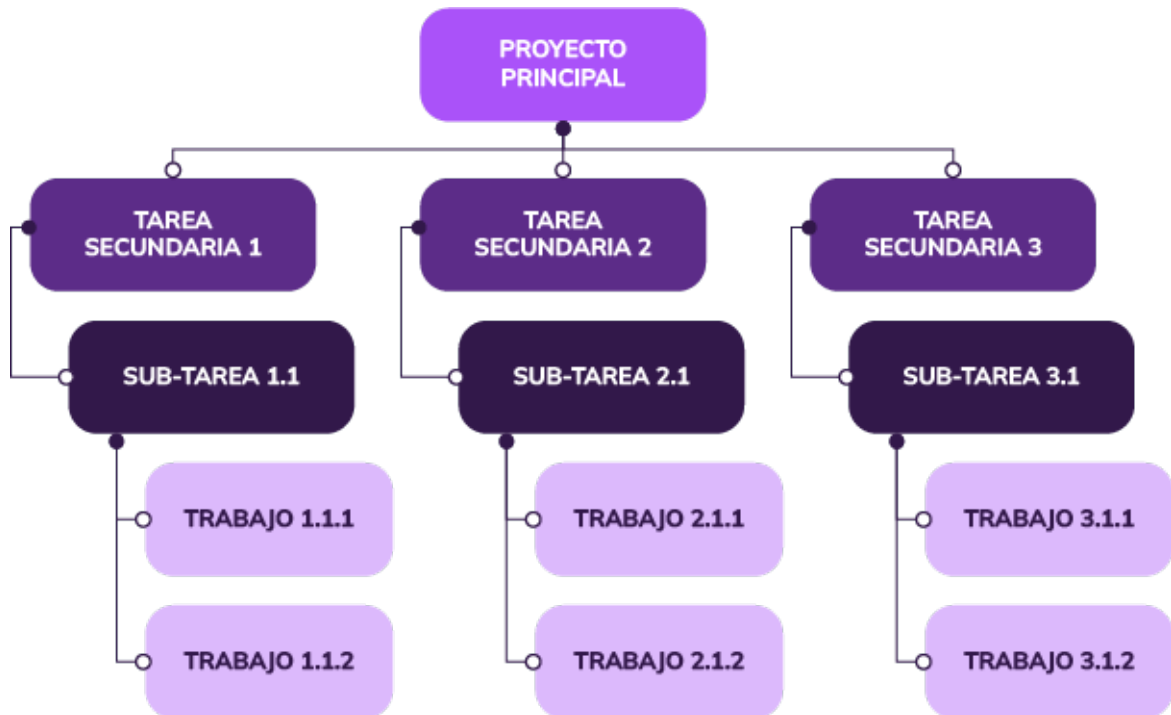 PROYECTO
PRINCIPAL
TAREA
SECUNDARIA 1
TAREA
SECUNDARIA 2
TAREA
SECUNDARIA 3
SUB-TAREA 1.1
SUB-TAREA 2.1
SUB-TAREA 3.1
TRABAJO 1.1.1
TRABAJO 2.1.1
TRABAJO 3.1.1
TRABAJO 1.1.2
TRABAJO 2.1.2
TRABAJO 3.1.2